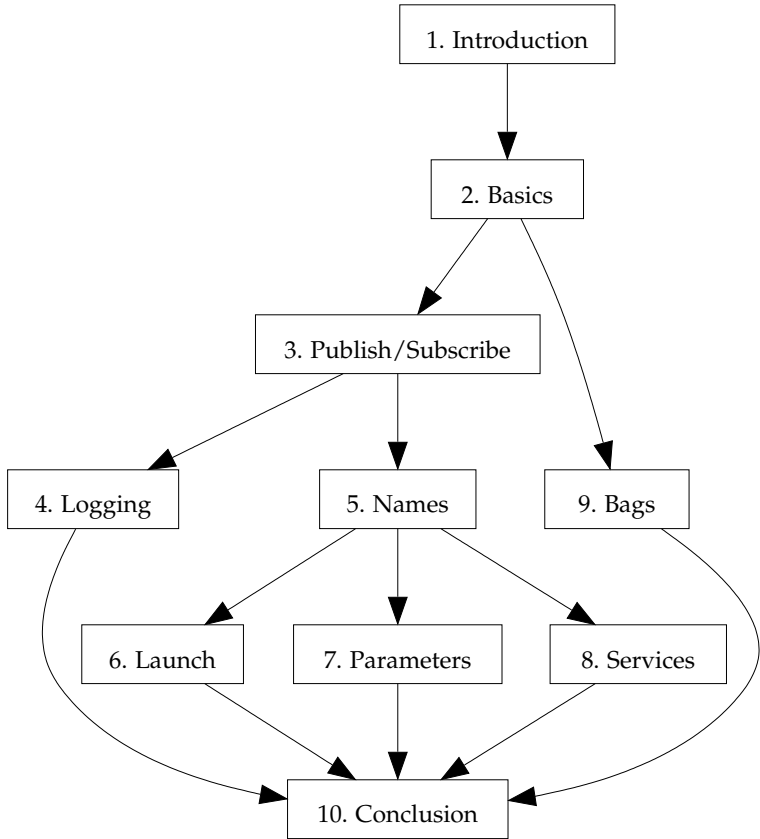 1. Introduction
2. Basics
3. Publish/Subscribe
4. Logging
5. Names
9. Bags
6. Launch
7. Parameters
8. Services
10. Conclusion